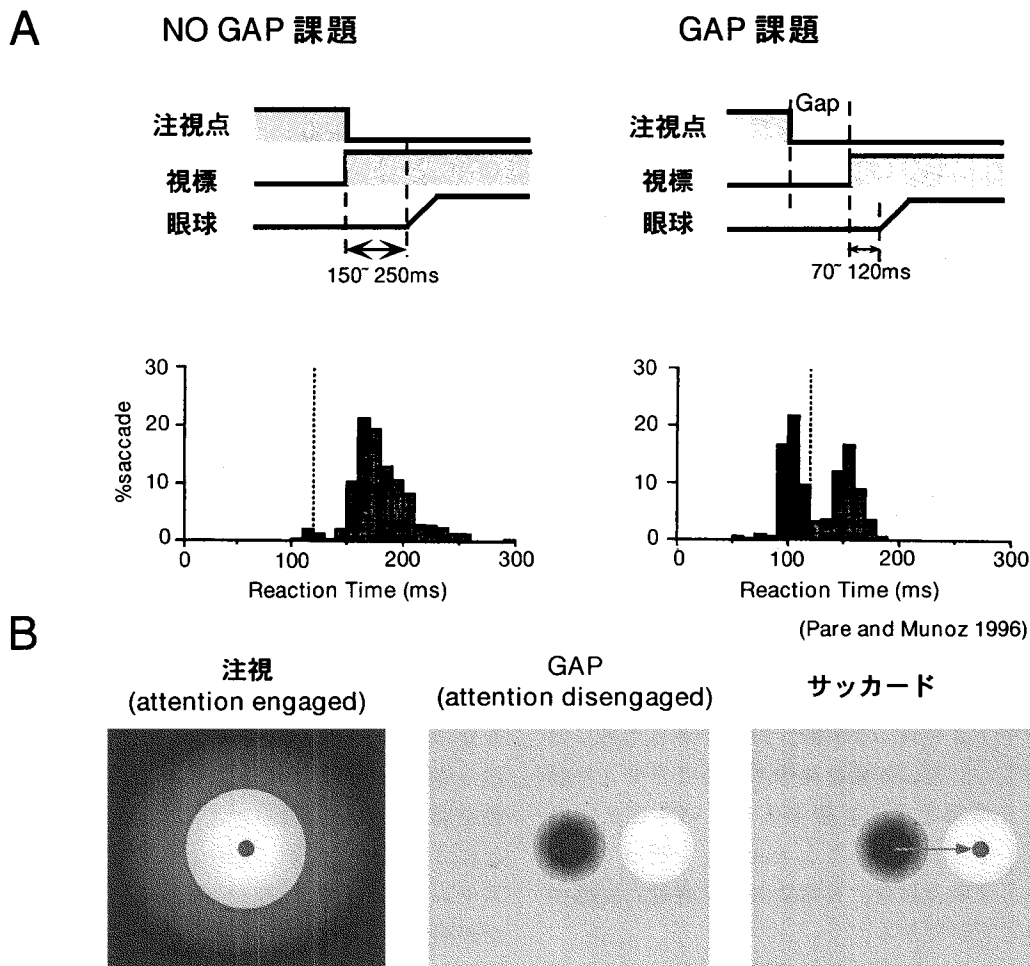 A
NO GAP 課題
GAP 課題
注視点
視標
眼球
150~ 250ms
Gap
注視点
視標
眼球
70~ 120ms
%saccade
30
20
10
0
0
100
200
300
Reaction Time (ms)
30
20
10
0
0
100
200
300
Reaction Time (ms)
(Pare and Munoz 1996)
B
注視
(attention engaged)
GAP
(attention disengaged)
サッカード